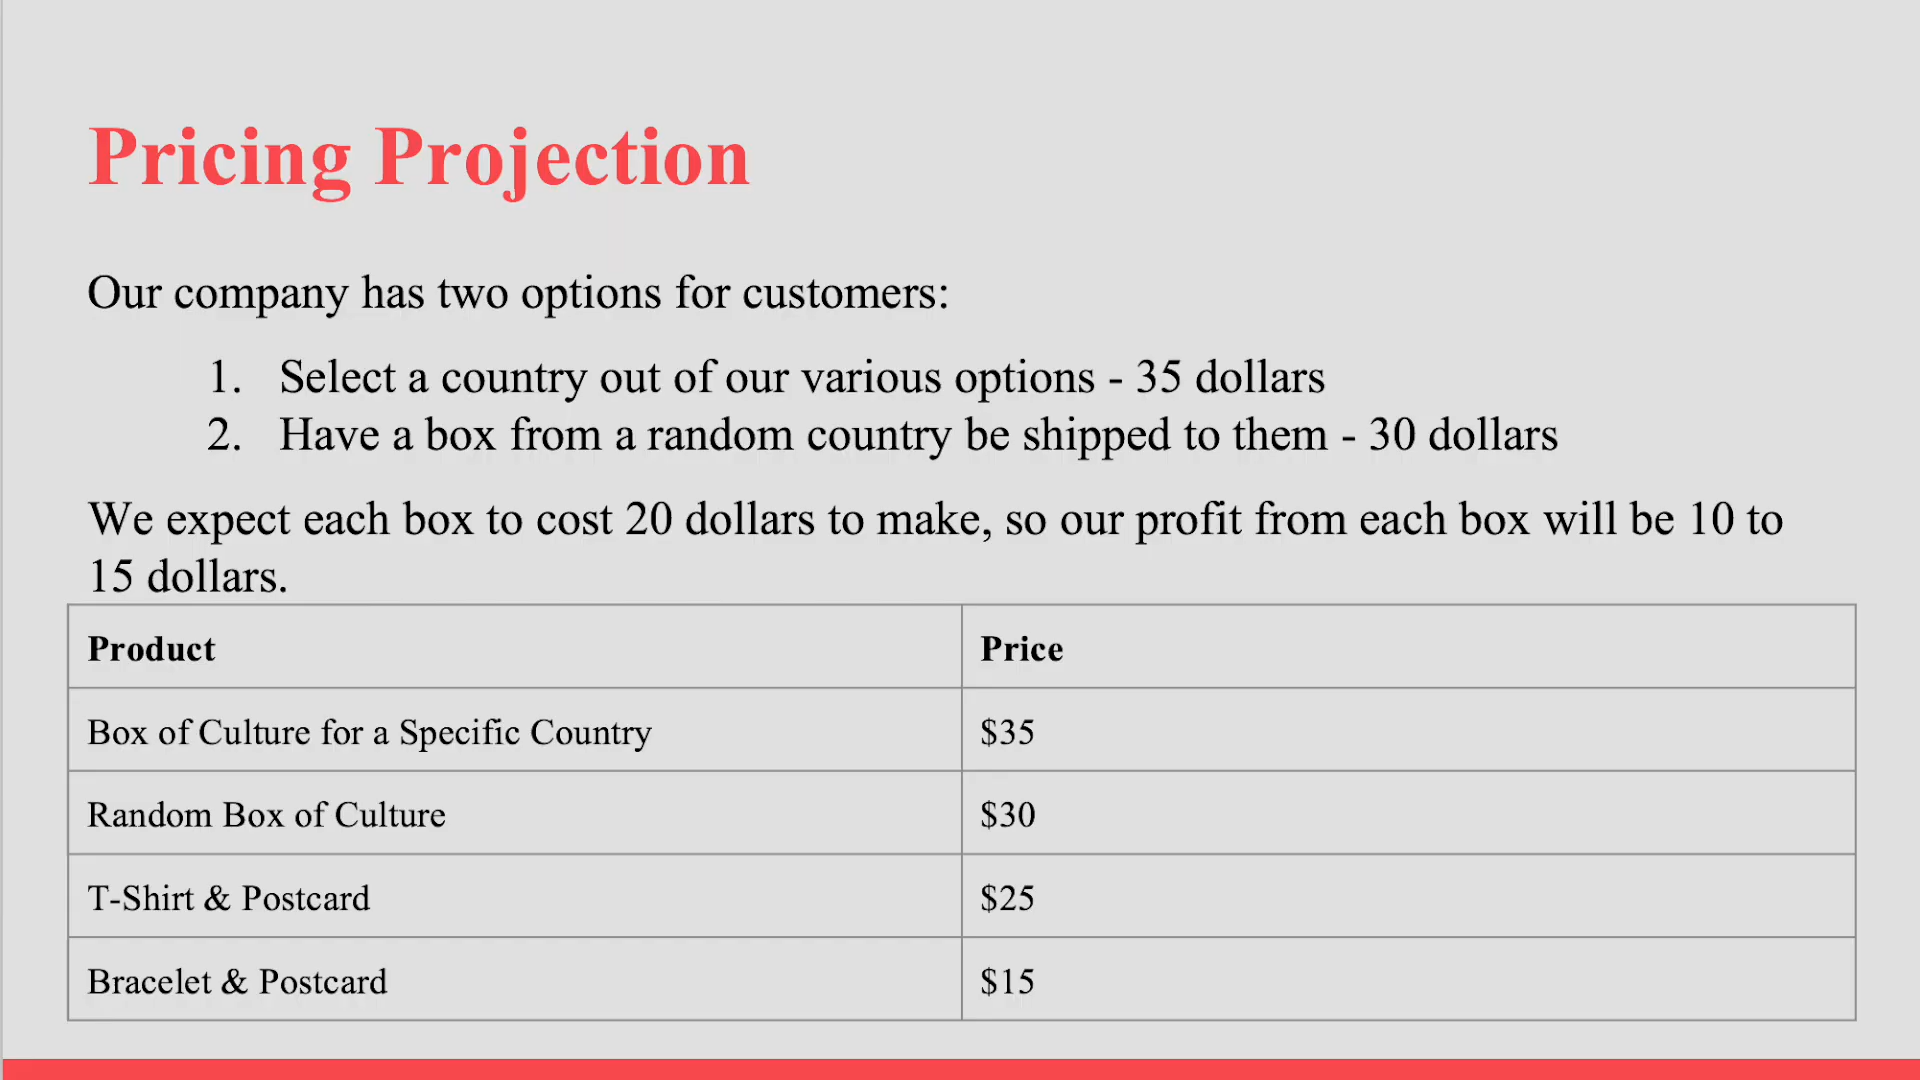 Pricing Projection
Our company has two options for customers:
1. Select a country out of our various options - 35 dollars
2. Have a box from a random country be shipped to them - 30 dollars
We expect each box to cost 20 dollars to make, so our profit from each box will be 10 to
15 dollars.
Product Price
Box of Culture for a Specific Country $35
Random Box of Culture $30
T-Shirt & Postcard $25
Bracelet & Postcard $15